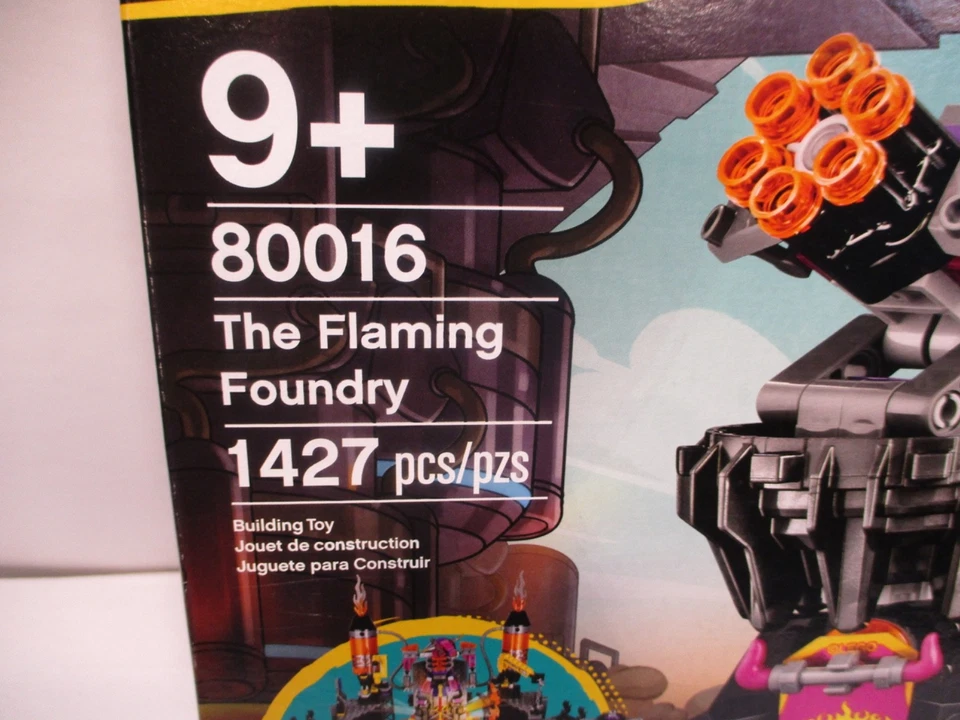 9+
80016
The Flaming
Foundry
1427 pcs/pzs
Building Toy
Jouet de construction
Juguete para Construir